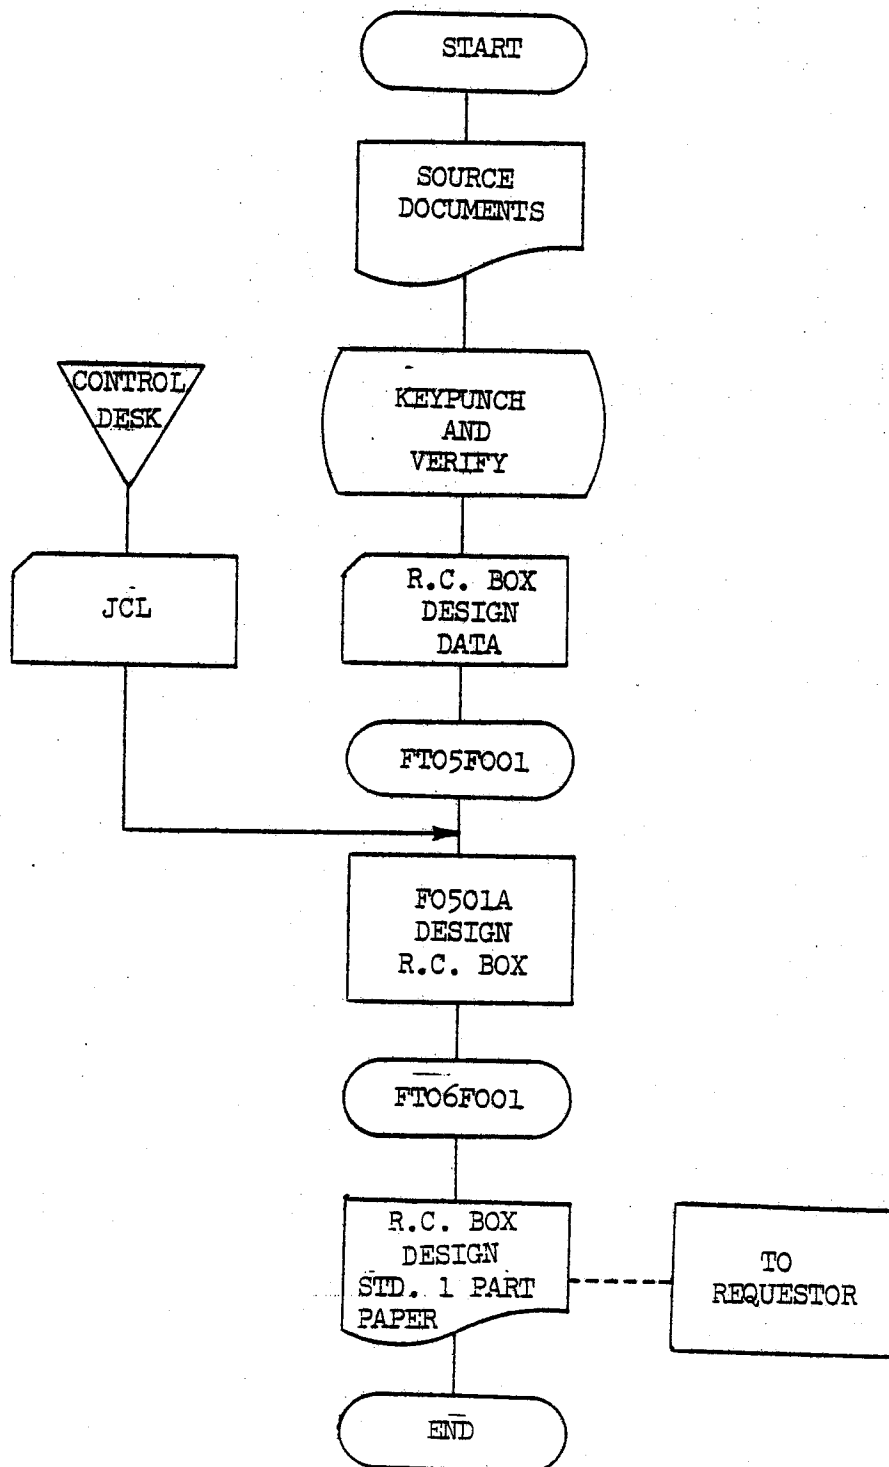 START
SOURCE
DOCUMENTS
CONTROL
DESK
KEYPUNCH
AND
VERIFY
JCL
R.C. BOX
DESIGN
DATA
FT05F001
F0501A
DESIGN
R.C. BOX
FT06F001
R.C. BOX
DESIGN
STD. 1 PART
PAPER
TO
REQUESTOR
END